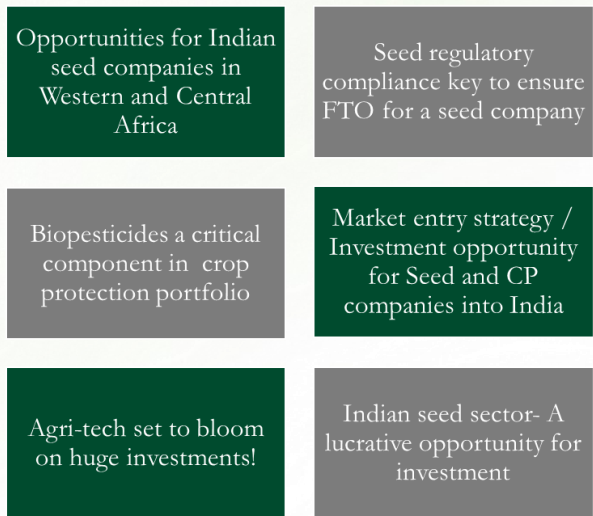 Opportunities for Indian
seed companies in
Western and Central
Africa
Seed regulatory
compliance key to ensure
FTO for a seed company
Biopesticides a critical
component in crop
protection portfolio
Market entry strategy /
Investment opportunity
for Seed and CP
companies into India
Agri-tech set to bloom
on huge investments!
Indian seed sector- A
lucrative opportunity for
investment